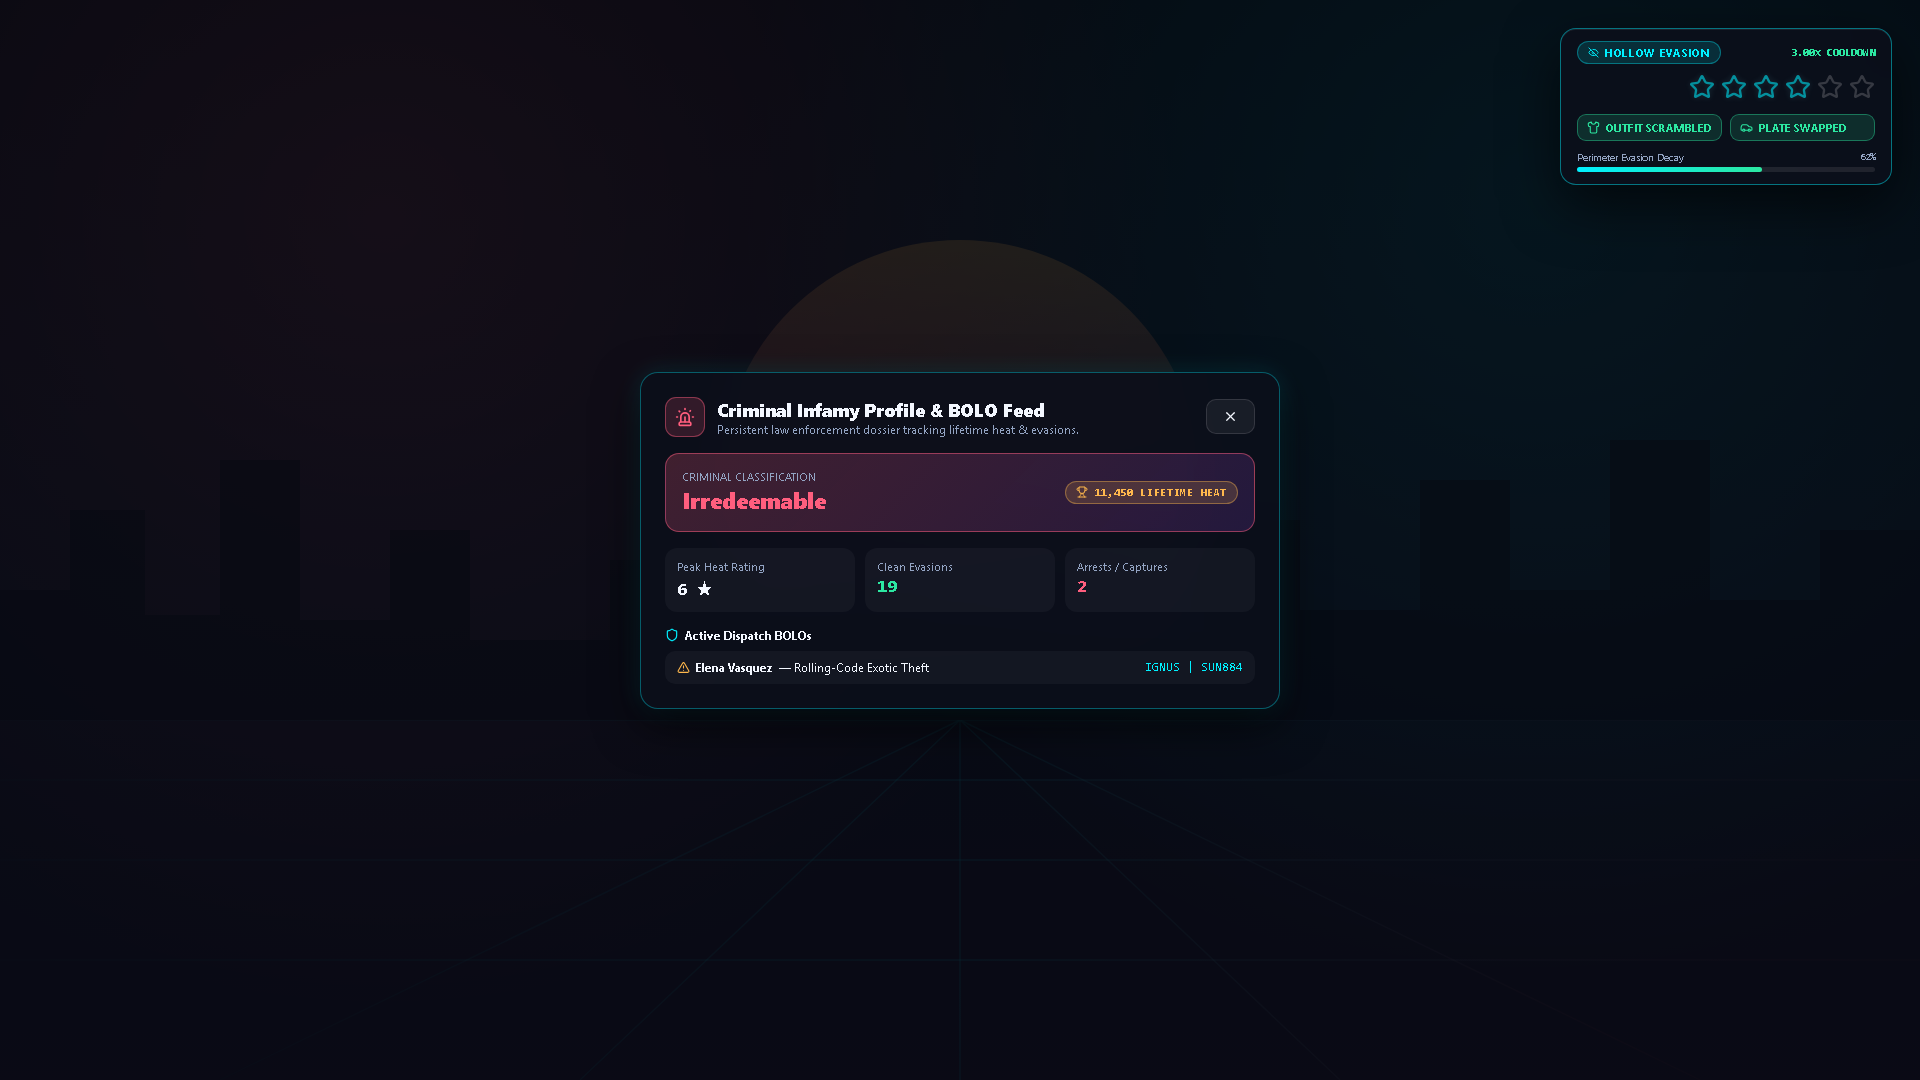 HOLLOW EVASION
3.00x COOLDOWN
OUTFIT SCRAMBLED
PLATE SWAPPED
Perimeter Evasion Decay
62%
Criminal Infamy Profile & BOLO Feed
Persistent law enforcement dossier tracking lifetime heat & evasions.
CRIMINAL CLASSIFICATION
Irredeemable
11,450 LIFETIME HEAT
Peak Heat Rating
6 ★
Clean Evasions
19
Arrests / Captures
2
Active Dispatch BOLOs
Elena Vasquez — Rolling-Code Exotic Theft
IGNUS | SUN884